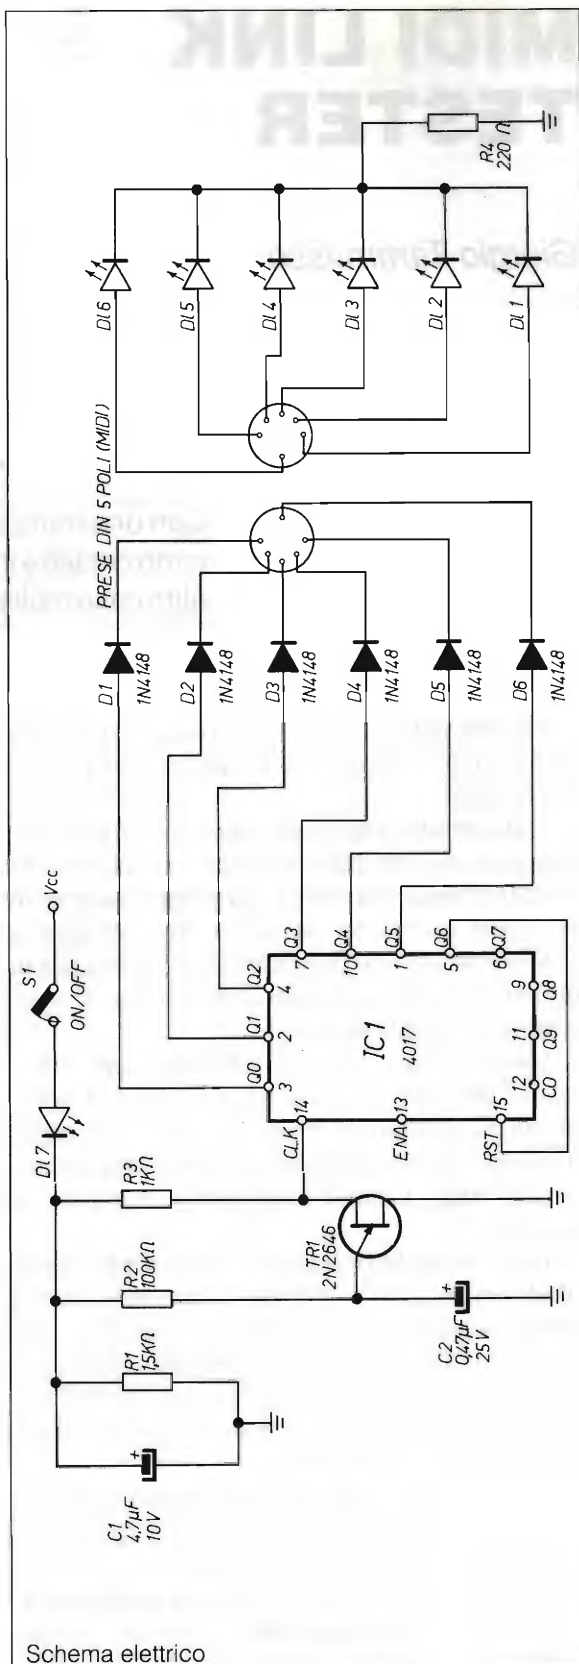 Dl7
S1
ON/OFF
Vcc
C1
4,7µF
10V
R1
1,5KΩ
R2
100KΩ
R3
1KΩ
TR1
2N2646
C2
0,47µF
25V
Q0
Q1
Q2
3
2
4
CLK
14
ENA
13
RST
15
IC1
4017
7
Q3
10
Q4
1
Q5
5
Q6
6
Q7
12
CO
11
Q9
9
Q8
D1
1N4148
D2
1N4148
D3
1N4148
D4
1N4148
D5
1N4148
D6
1N4148
PRESE DIN 5 POLI (MIDI)
Dl6
Dl5
Dl4
Dl3
Dl2
Dl1
R4
220 Ω
Schema elettrico